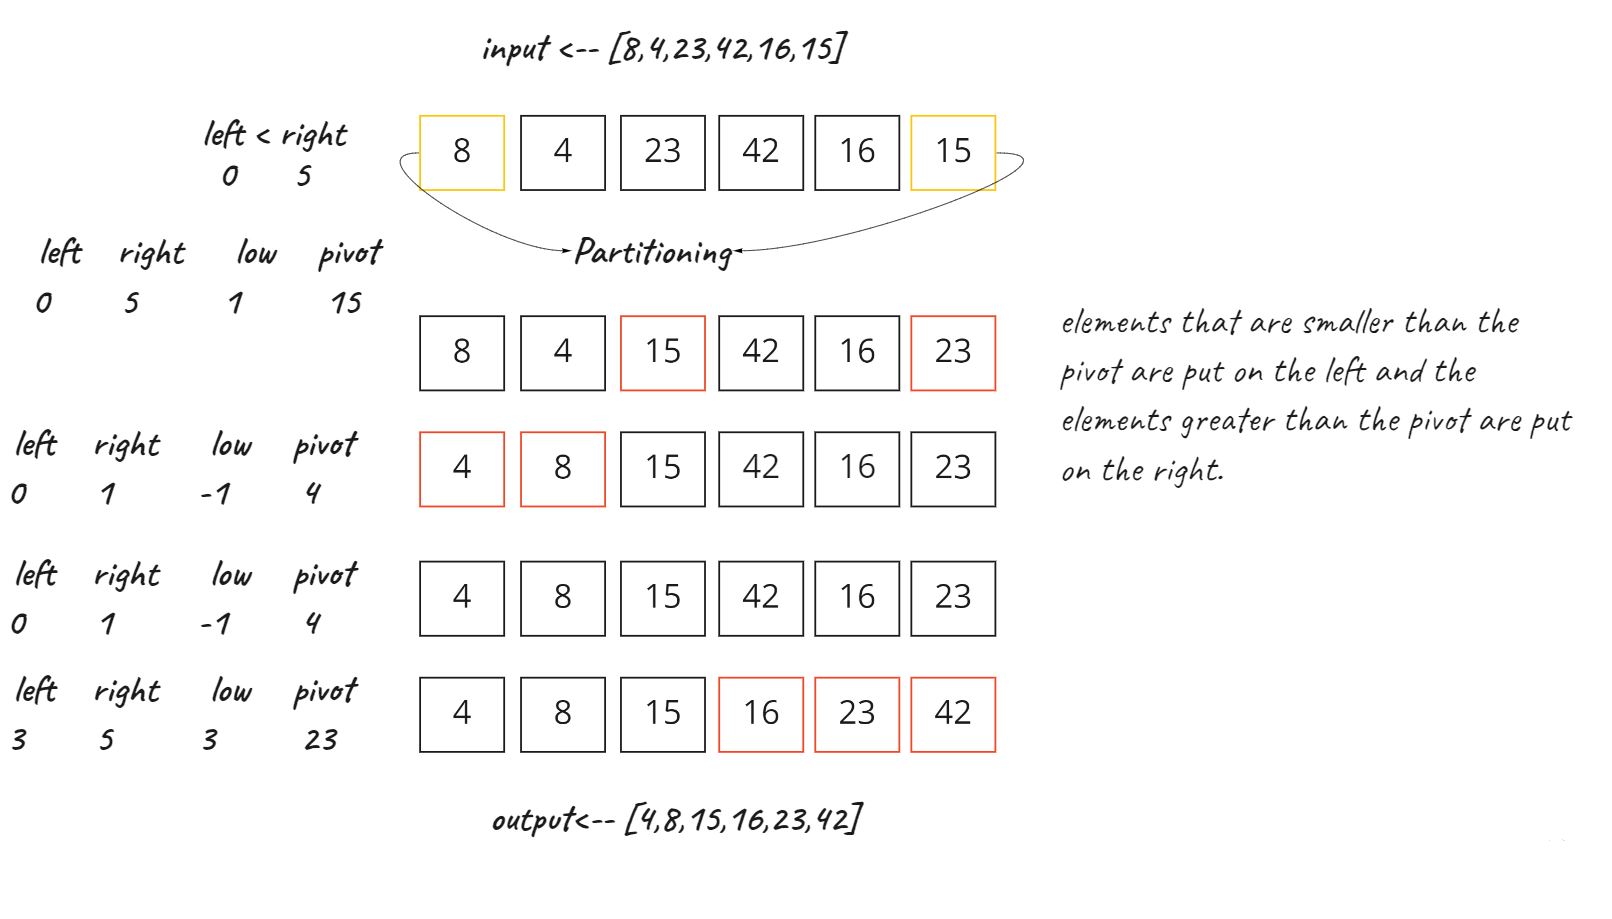 input <-- [8,4,23,42,16,15]
left < right
0 5
8 4 23 42 16 15
Partitioning
left right low pivot
0 5 1 15
8 4 15 42 16 23
elements that are smaller than the
pivot are put on the left and the
elements greater than the pivot are put
on the right.
left right low pivot
0 1 -1 4
4 8 15 42 16 23
left right low pivot
0 1 -1 4
4 8 15 42 16 23
left right low pivot
3 5 3 23
4 8 15 16 23 42
output<-- [4,8,15,16,23,42]